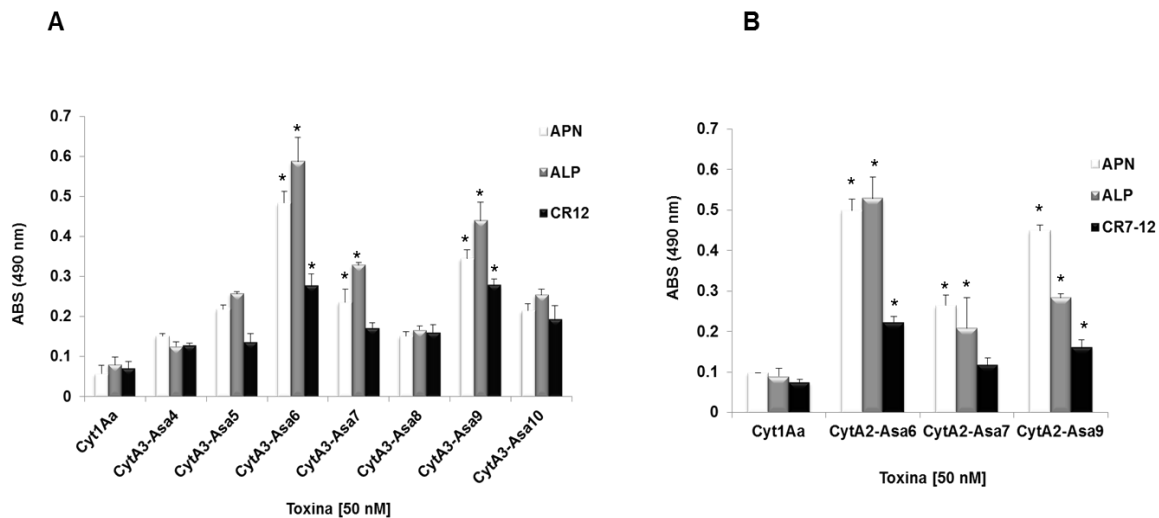 A
0.7
0.6
0.5
0.4
0.3
0.2
0.1
0
ABS (490 nm)
* * * * * * * * *
APN
ALP
CR12
Cyt1Aa
CytA3-Asa4
CytA3-Asa5
CytA3-Asa6
CytA3-Asa7
CytA3-Asa8
CytA3-Asa9
CytA3-Asa10
Toxina [50 nM]
B
0.7
0.6
0.5
0.4
0.3
0.2
0.1
0
ABS (490 nm)
* * * * * * * *
APN
ALP
CR7-12
Cyt1Aa CytA2-Asa6 CytA2-Asa7 CytA2-Asa9
Toxina [50 nM]